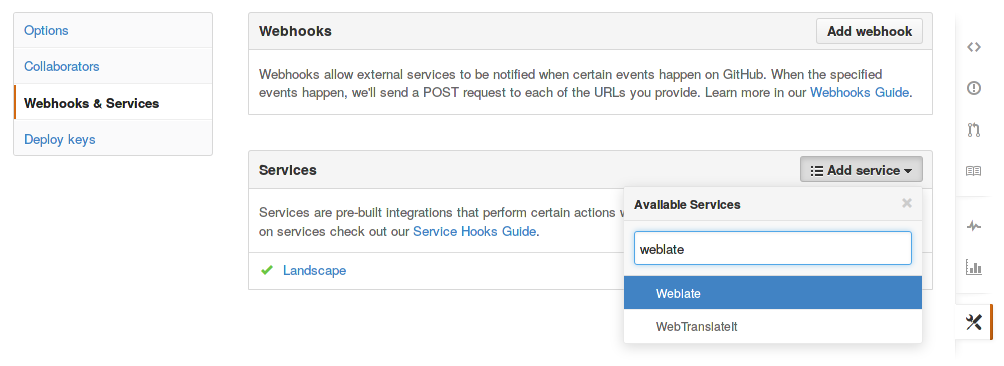 Options
Collaborators
Webhooks & Services
Deploy keys
Webhooks
Add webhook
Webhooks allow external services to be notified when certain events happen on GitHub. When the specified
events happen, we'll send a POST request to each of the URLs you provide. Learn more in our Webhooks Guide.
Services
Add service
Services are pre-built integrations that perform certain actions
on services check out our Service Hooks Guide.
Landscape
Available Services
weblate
Weblate
WebTranslateIt